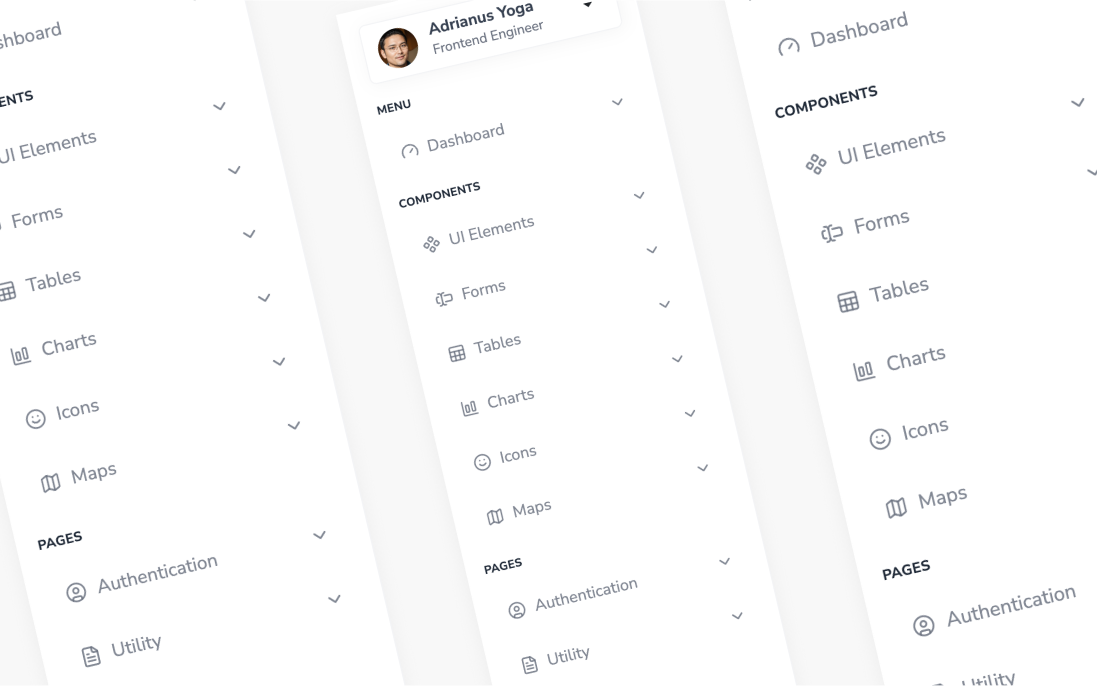 shboard
ENTS
UI Elements
Forms
Tables
Charts
Icons
Maps
PAGES
Authentication
Utility
Adrianus Yoga
Frontend Engineer
MENU
Dashboard
COMPONENTS
UI Elements
Forms
Tables
Charts
Icons
Maps
PAGES
Authentication
Utility
Dashboard
COMPONENTS
UI Elements
Forms
Tables
Charts
Icons
Maps
PAGES
Authentication
Utility